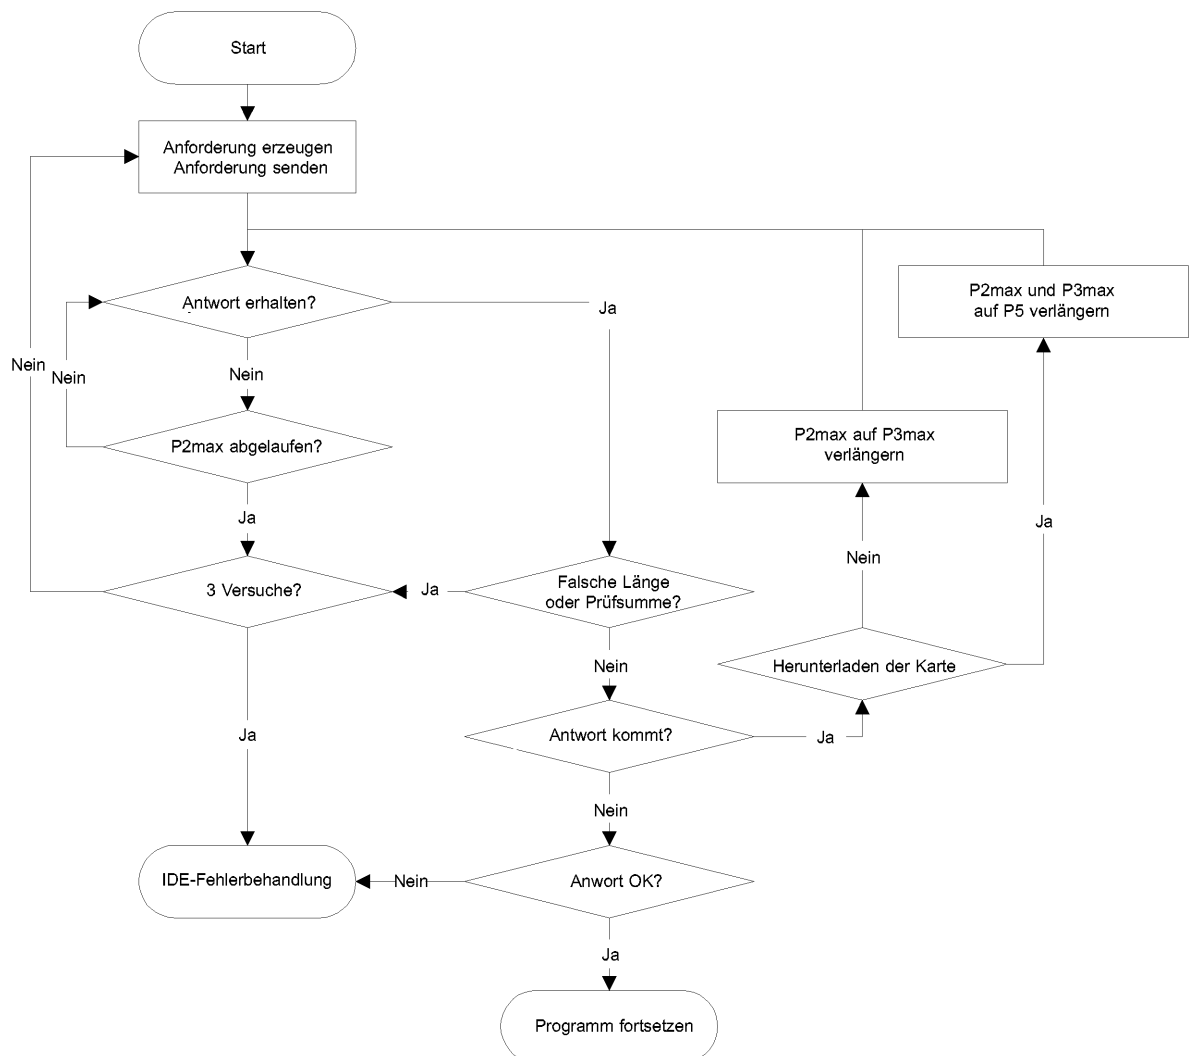 Start
Anforderung erzeugen
Anforderung senden
Antwort erhalten?
Ja
P2max und P3max
auf P5 verlängern
Nein
Nein
Nein
P2max auf P3max
verlängern
P2max abgelaufen?
Ja
Ja
Nein
3 Versuche?
Ja
Falsche Länge
oder Prüfsumme?
Nein
Herunterladen der Karte
Ja
Antwort kommt?
Ja
Nein
IDE-Fehlerbehandlung
Nein
Anwort OK?
Ja
Programm fortsetzen